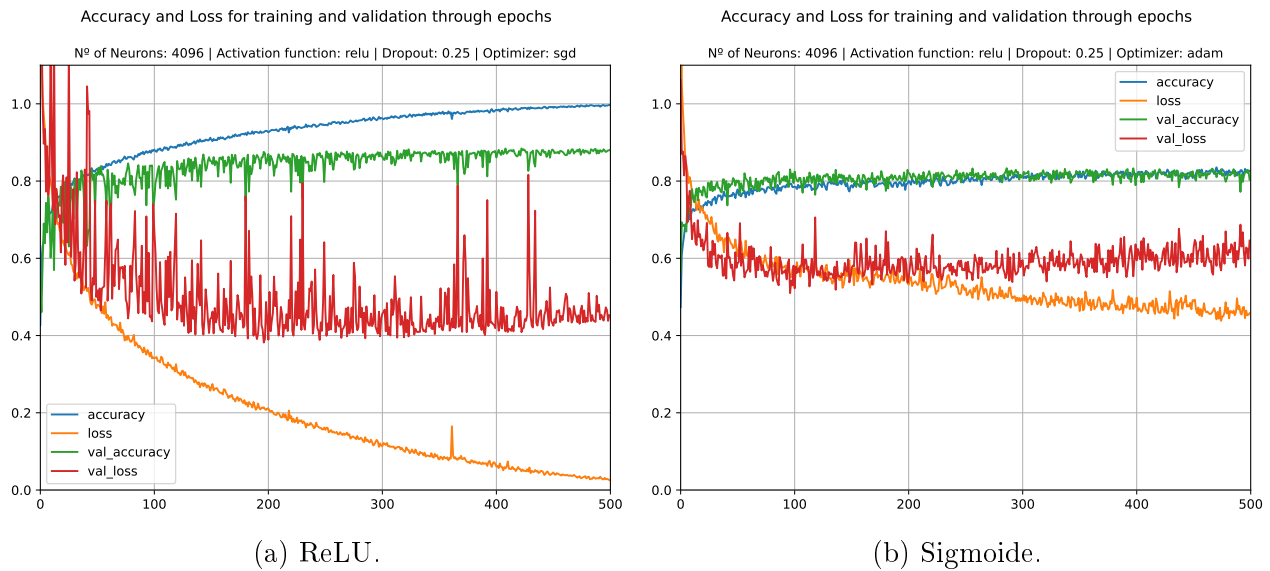 Accuracy and Loss for training and validation through epochs
Nº of Neurons: 4096 | Activation function: relu | Dropout: 0.25 | Optimizer: sgd
1.0
0.8
0.6
0.4
0.2
0.0
0
100
200
300
400
500
accuracy
loss
val_accuracy
val_loss
(a) ReLU.
Accuracy and Loss for training and validation through epochs
Nº of Neurons: 4096 | Activation function: relu | Dropout: 0.25 | Optimizer: adam
accuracy
loss
val_accuracy
val_loss
1.0
0.8
0.6
0.4
0.2
0.0
0
100
200
300
400
500
(b) Sigmoide.